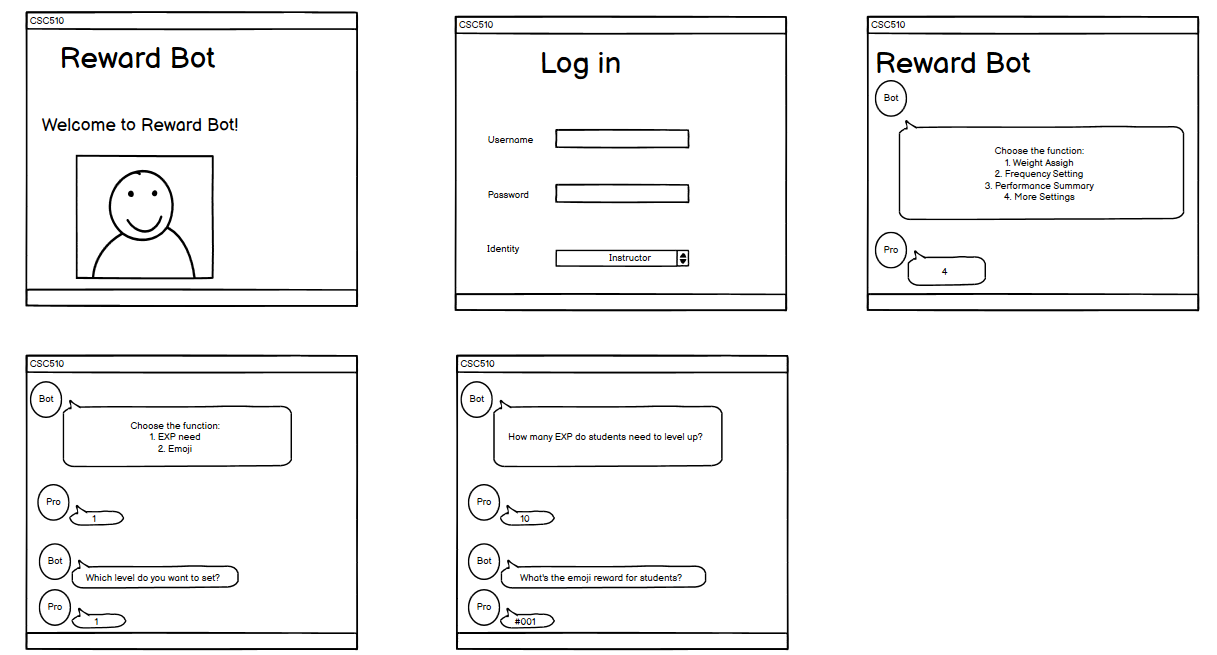 CSC510
Reward Bot
Welcome to Reward Bot!
CSC510
Log in
Username
Password
Identity
Instructor
CSC510
Reward Bot
Bot
Choose the function:
1. Weight Assigh
2. Frequency Setting
3. Performance Summary
4. More Settings
Pro
4
CSC510
Bot
Choose the function:
1. EXP need
2. Emoji
Pro
1
Bot
Which level do you want to set?
Pro
1
CSC510
Bot
How many EXP do students need to level up?
Pro
10
Bot
What's the emoji reward for students?
Pro
#001